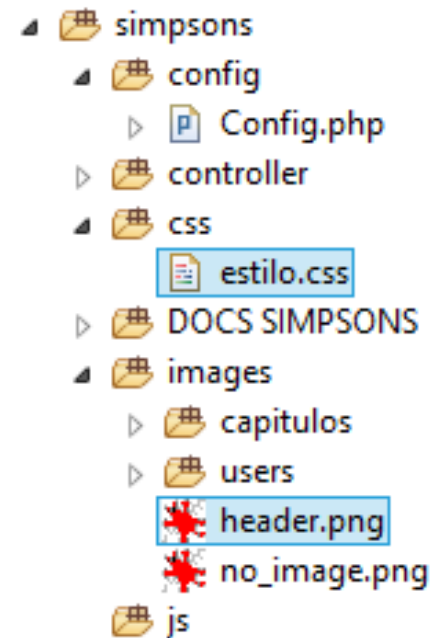 simpsons
config
Config.php
controller
css
estilo.css
DOCS SIMPSONS
images
capitulos
users
header.png
no_image.png
js